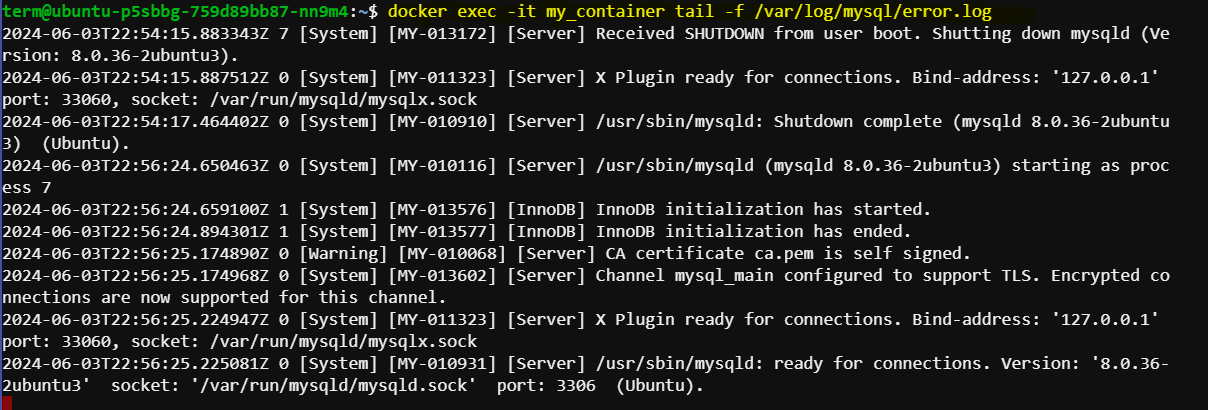 term@ubuntu-p5sbbg-759d89bb87-nn9m4:~$ docker exec -it my_container tail -f /var/log/mysql/error.log
2024-06-03T22:54:15.883343Z 7 [System] [MY-013172] [Server] Received SHUTDOWN from user boot. Shutting down mysqld (Ve
rsion: 8.0.36-2ubuntu3).
2024-06-03T22:54:15.887512Z 0 [System] [MY-011323] [Server] X Plugin ready for connections. Bind-address: '127.0.0.1'
port: 33060, socket: /var/run/mysqld/mysqlx.sock
2024-06-03T22:54:17.464402Z 0 [System] [MY-010910] [Server] /usr/sbin/mysqld: Shutdown complete (mysqld 8.0.36-2ubuntu
3)  (Ubuntu).
2024-06-03T22:56:24.650463Z 0 [System] [MY-010116] [Server] /usr/sbin/mysqld (mysqld 8.0.36-2ubuntu3) starting as proc
ess 7
2024-06-03T22:56:24.659100Z 1 [System] [MY-013576] [InnoDB] InnoDB initialization has started.
2024-06-03T22:56:24.894301Z 1 [System] [MY-013577] [InnoDB] InnoDB initialization has ended.
2024-06-03T22:56:25.174890Z 0 [Warning] [MY-010068] [Server] CA certificate ca.pem is self signed.
2024-06-03T22:56:25.174968Z 0 [System] [MY-013602] [Server] Channel mysql_main configured to support TLS. Encrypted co
nnections are now supported for this channel.
2024-06-03T22:56:25.224947Z 0 [System] [MY-011323] [Server] X Plugin ready for connections. Bind-address: '127.0.0.1'
port: 33060, socket: /var/run/mysqld/mysqlx.sock
2024-06-03T22:56:25.225081Z 0 [System] [MY-010931] [Server] /usr/sbin/mysqld: ready for connections. Version: '8.0.36-
2ubuntu3'  socket: '/var/run/mysqld/mysqld.sock'  port: 3306  (Ubuntu).